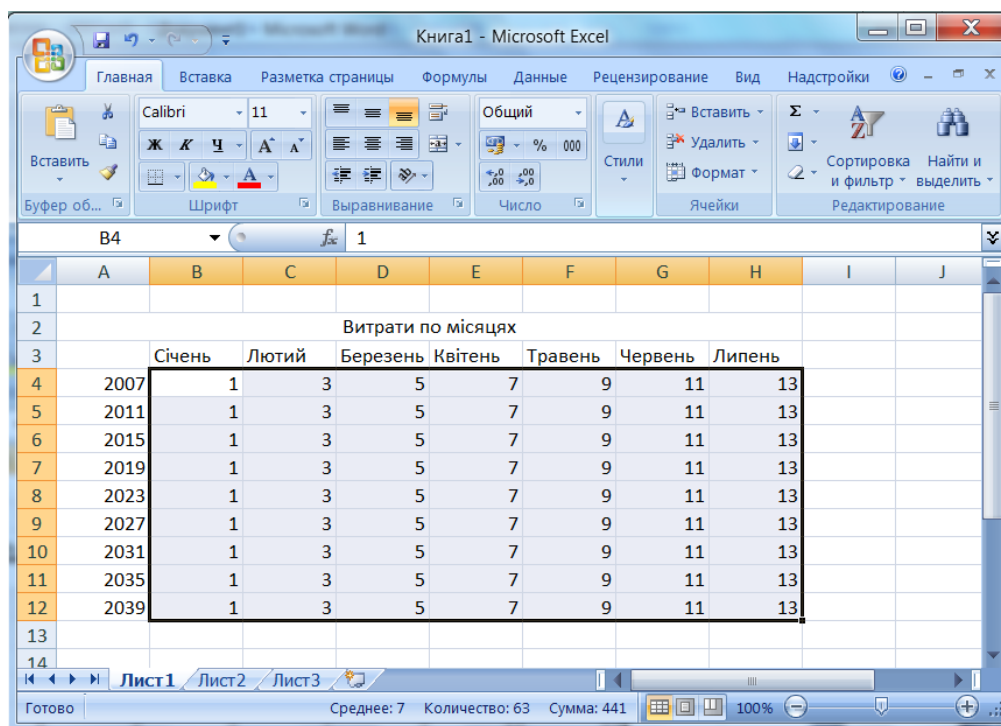 Книга1 - Microsoft Excel
Главная Вставка Разметка страницы Формулы Данные Рецензирование Вид Надстройки
Calibri 11 Общий Вставить Σ
Ж К Ч A A % 000 Удалить
Вставить Стили Сортировка и фильтр Найти и выделить
A ,00 ,00 Формат
Буфер об... Шрифт Выравнивание Число Ячейки Редактирование
B4 fx 1
A B C D E F G H I J
1
2 Витрати по місяцях
3 Січень Лютий Березень Квітень Травень Червень Липень
4 2007 1 3 5 7 9 11 13
5 2011 1 3 5 7 9 11 13
6 2015 1 3 5 7 9 11 13
7 2019 1 3 5 7 9 11 13
8 2023 1 3 5 7 9 11 13
9 2027 1 3 5 7 9 11 13
10 2031 1 3 5 7 9 11 13
11 2035 1 3 5 7 9 11 13
12 2039 1 3 5 7 9 11 13
13
14
Лист1 Лист2 Лист3
Готово Среднее: 7 Количество: 63 Сумма: 441 100%